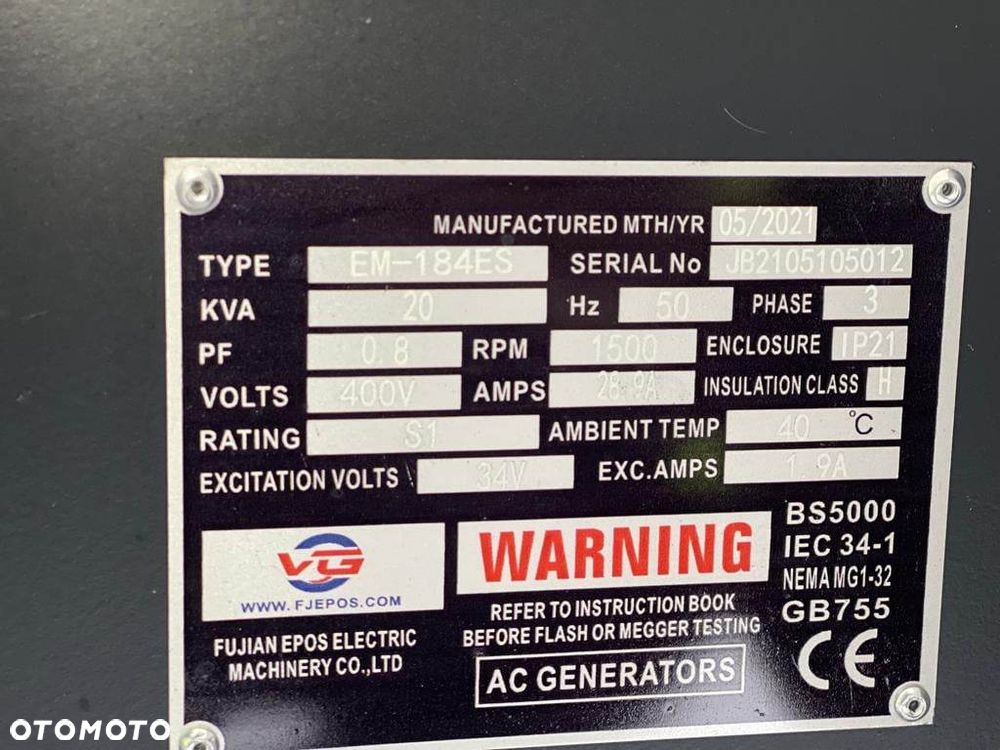 MANUFACTURED MTH/YR 05/2021
TYPE EM-184ES SERIAL No JB2105105012
KVA 20 Hz 50 PHASE 3
PF 0.8 RPM 1500 ENCLOSURE IP21
VOLTS 400V AMPS 28.9A INSULATION CLASS H
RATING S1 AMBIENT TEMP 40 °C
EXCITATION VOLTS 34V EXC.AMPS 1.9A
VG
WWW.FJEPOS.COM
FUJIAN EPOS ELECTRIC
MACHINERY CO.,LTD
WARNING
REFER TO INSTRUCTION BOOK
BEFORE FLASH OR MEGGER TESTING
AC GENERATORS
BS5000
IEC 34-1
NEMA MG1-32
GB755
CE
OTOMOTO